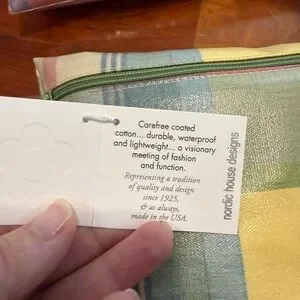 Carefree coated
cotton... durable, waterproof
and lightweight... a visionary
meeting of fashion
and function.
Representing a tradition
of quality and design
since 1925,
& as always,
made in the USA.
nordic house designs